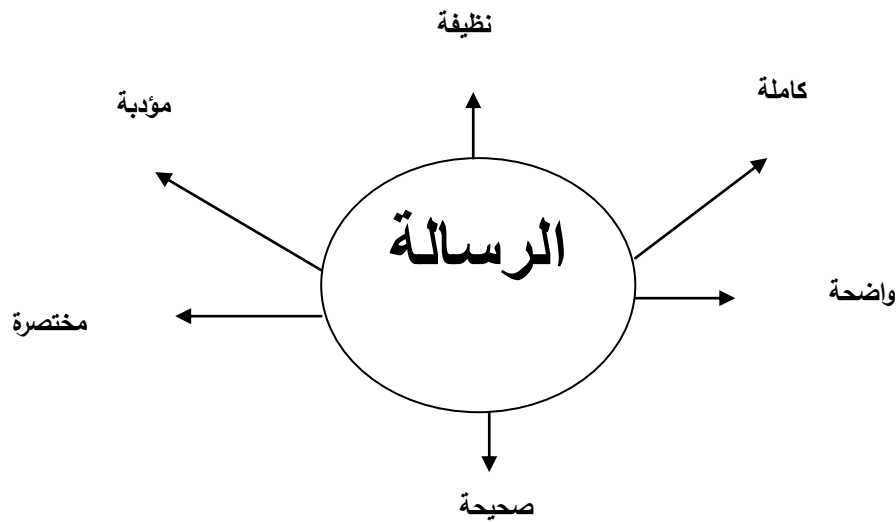 نظيفة
كاملة
مؤدبة
الرسالة
واضحة
مختصرة
صحيحة